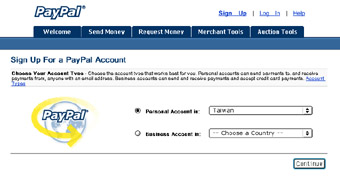 PayPal®
Sign Up | Log In | Help
Welcome Send Money Request Money Merchant Tools Auction Tools
Sign Up For a PayPal Account
Choose Your Account Type - Choose the account type that works best for you. Personal accounts can send payments to, and receive
payments from, anyone with an email address. Business accounts can send and receive payments and accept credit card payments. Account
Types
PayPal
Personal Account in: Taiwan
Business Account in: -- Choose a Country --
Continue